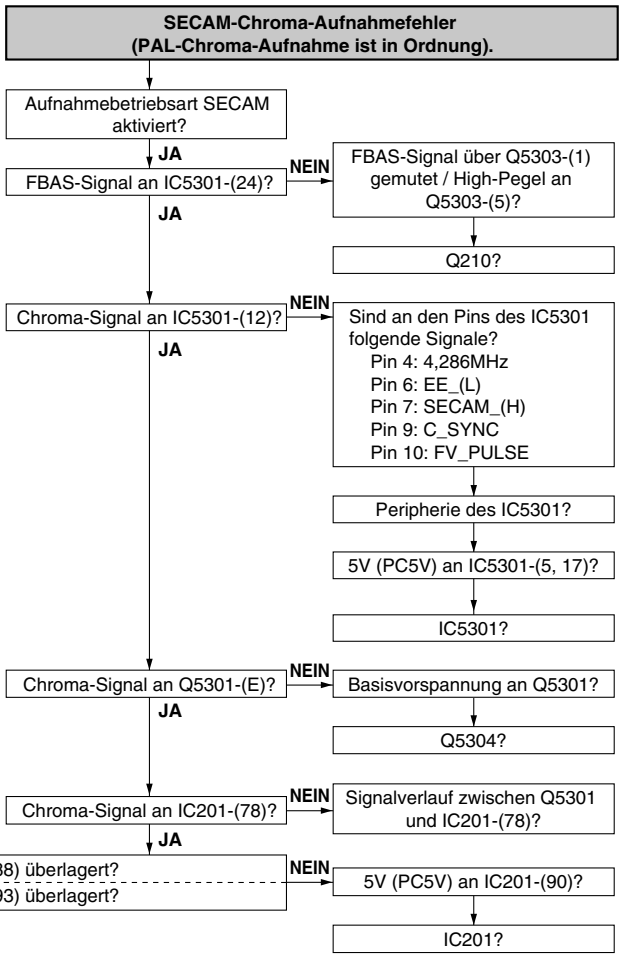 SECAM-Chroma-Aufnahmefehler
(PAL-Chroma-Aufnahme ist in Ordnung).
Aufnahmebetriebsart SECAM
aktiviert?
JA
FBAS-Signal an IC5301-(24)?
NEIN
FBAS-Signal über Q5303-(1)
gemutet / High-Pegel an
Q5303-(5)?
Q210?
JA
Chroma-Signal an IC5301-(12)?
NEIN
Sind an den Pins des IC5301
folgende Signale?
Pin 4: 4,286MHz
Pin 6: EE_(L)
Pin 7: SECAM_(H)
Pin 9: C_SYNC
Pin 10: FV_PULSE
Peripherie des IC5301?
5V (PC5V) an IC5301-(5, 17)?
IC5301?
JA
Chroma-Signal an Q5301-(E)?
NEIN
Basisvorspannung an Q5301?
Q5304?
JA
Chroma-Signal an IC201-(78)?
NEIN
Signalverlauf zwischen Q5301
und IC201-(78)?
JA
38) überlagert?
93) überlagert?
NEIN
5V (PC5V) an IC201-(90)?
IC201?